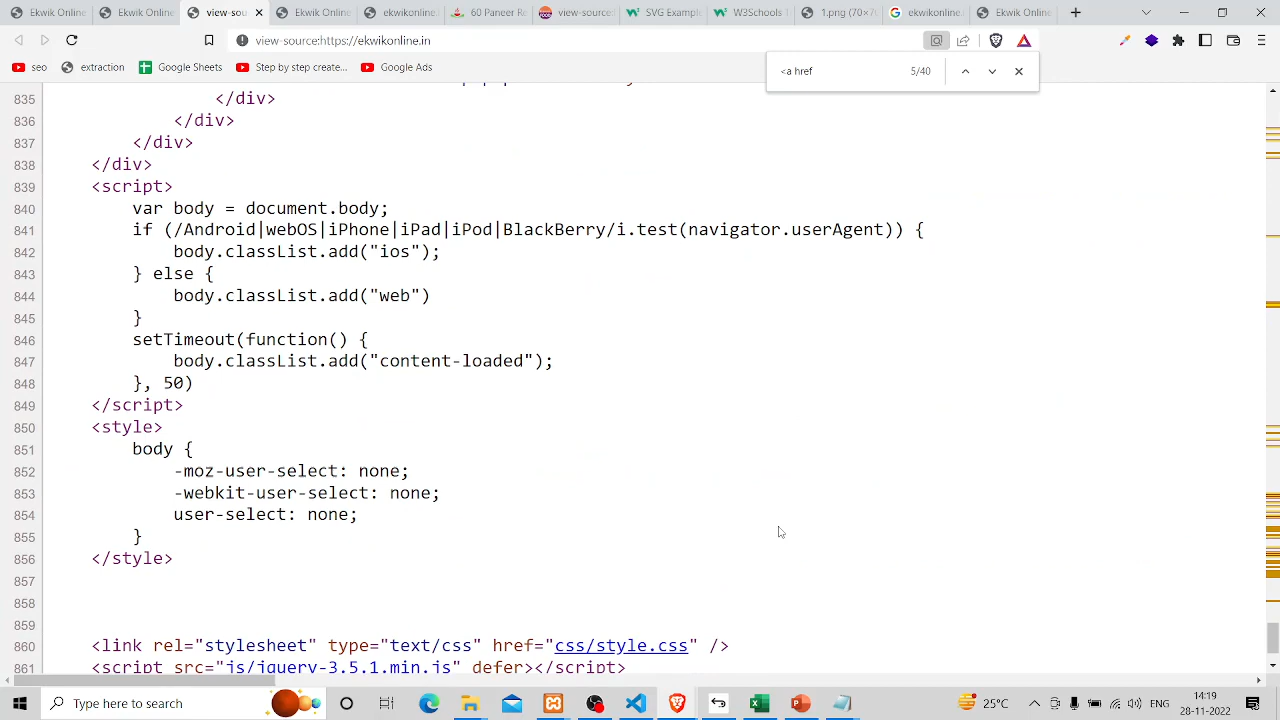 Ekwik Online
Ekwik Online
view-sou
Ekwik Online
ekwikonline
60 Paneer Re
view-source
SVG Example
W3Schools
1.png (70×70
ekwikonline
Ekwik Online
view-source:https://ekwikonline.in
seo
extraction
Google Sheets
Step by step create...
Google Ads
<a href
5/40
835 </div>
836 </div>
837 </div>
838 </div>
839 <script>
840 var body = document.body;
841 if (/Android|webOS|iPhone|iPad|iPod|BlackBerry/i.test(navigator.userAgent)) {
842 body.classList.add("ios");
843 } else {
844 body.classList.add("web")
845 }
846 setTimeout(function() {
847 body.classList.add("content-loaded");
848 }, 50)
849 </script>
850 <style>
851 body {
852 -moz-user-select: none;
853 -webkit-user-select: none;
854 user-select: none;
855 }
856 </style>
857
858
859
860 <link rel="stylesheet" type="text/css" href="css/style.css" />
861 <script src="js/jquery-3.5.1.min.js" defer></script>
Type here to search
23°C
ENG
14:19
28-11-2022